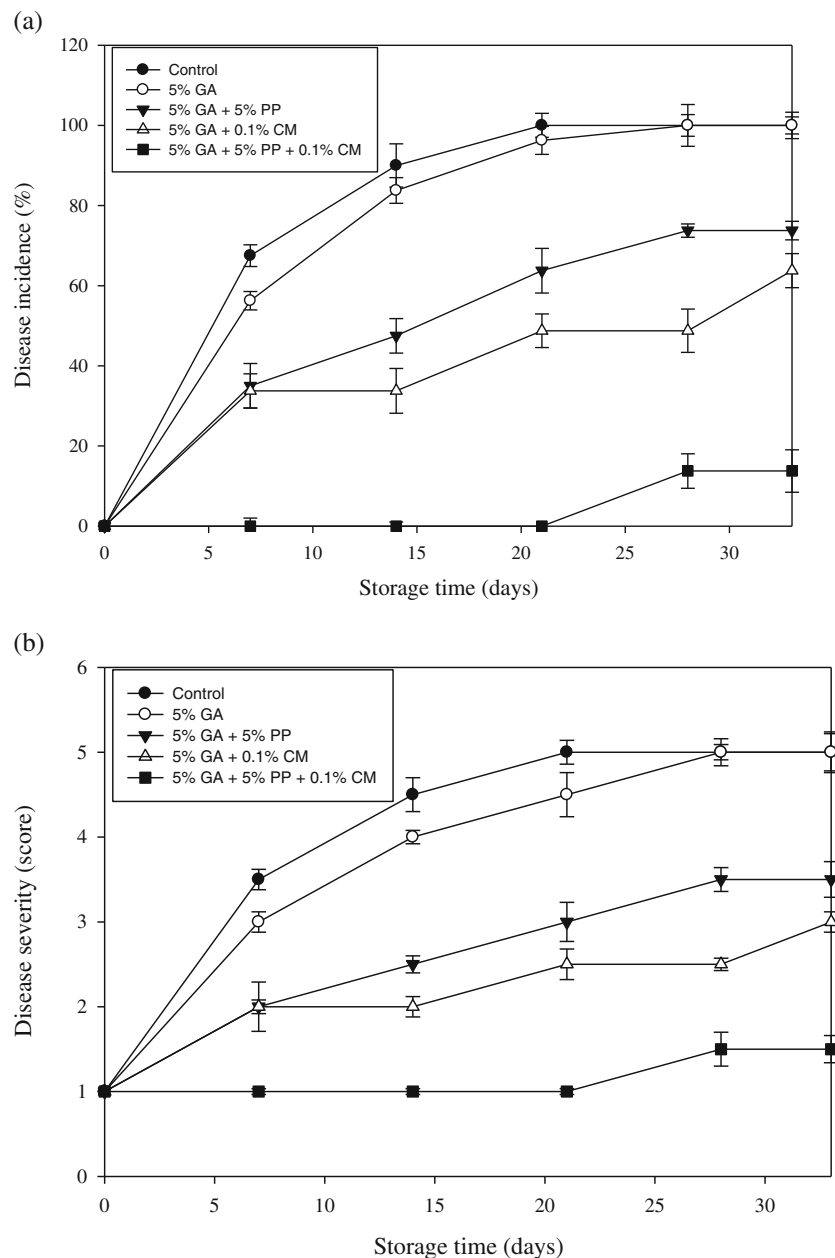 (a)
120
100
80
60
40
20
0
Disease incidence (%)
Control
5% GA
5% GA + 5% PP
5% GA + 0.1% CM
5% GA + 5% PP + 0.1% CM
0 5 10 15 20 25 30
Storage time (days)
(b)
6
5
4
3
2
1
0
Disease severity (score)
Control
5% GA
5% GA + 5% PP
5% GA + 0.1% CM
5% GA + 5% PP + 0.1% CM
0 5 10 15 20 25 30
Storage time (days)